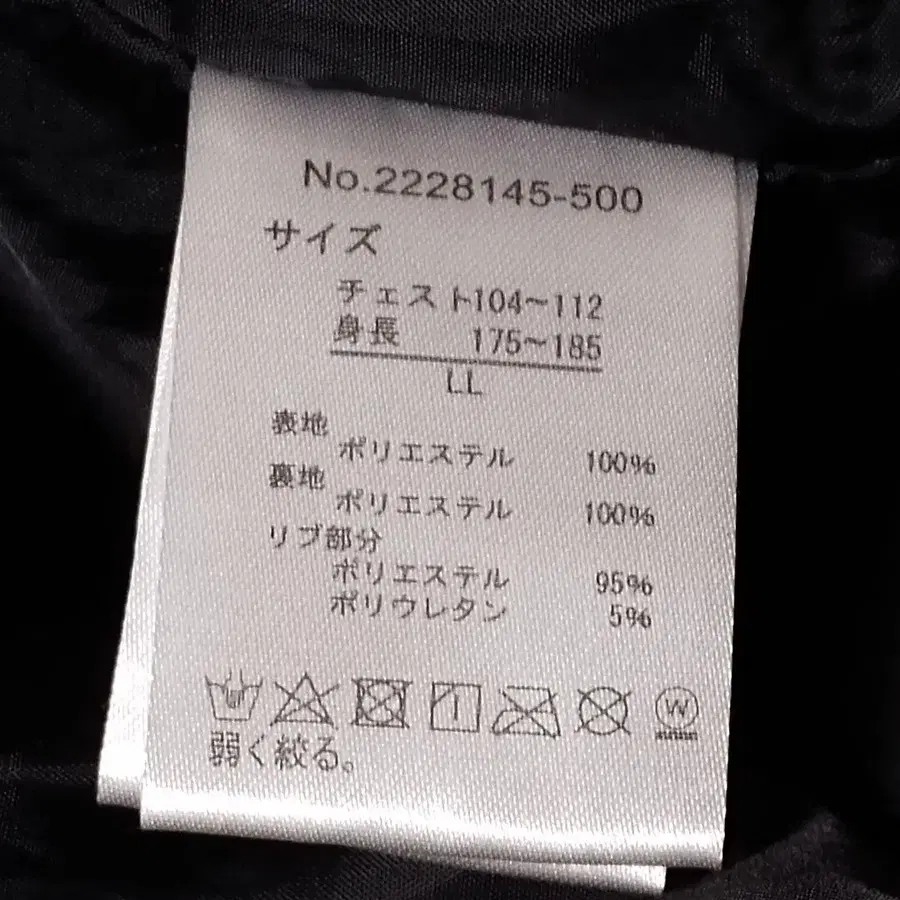 No.2228145-500
サイズ
チェスト104～112
身長 175～185
LL
表地
ポリエステル 100%
裏地
ポリエステル 100%
リブ部分
ポリエステル 95%
ポリウレタン 5%
W
弱く絞る。